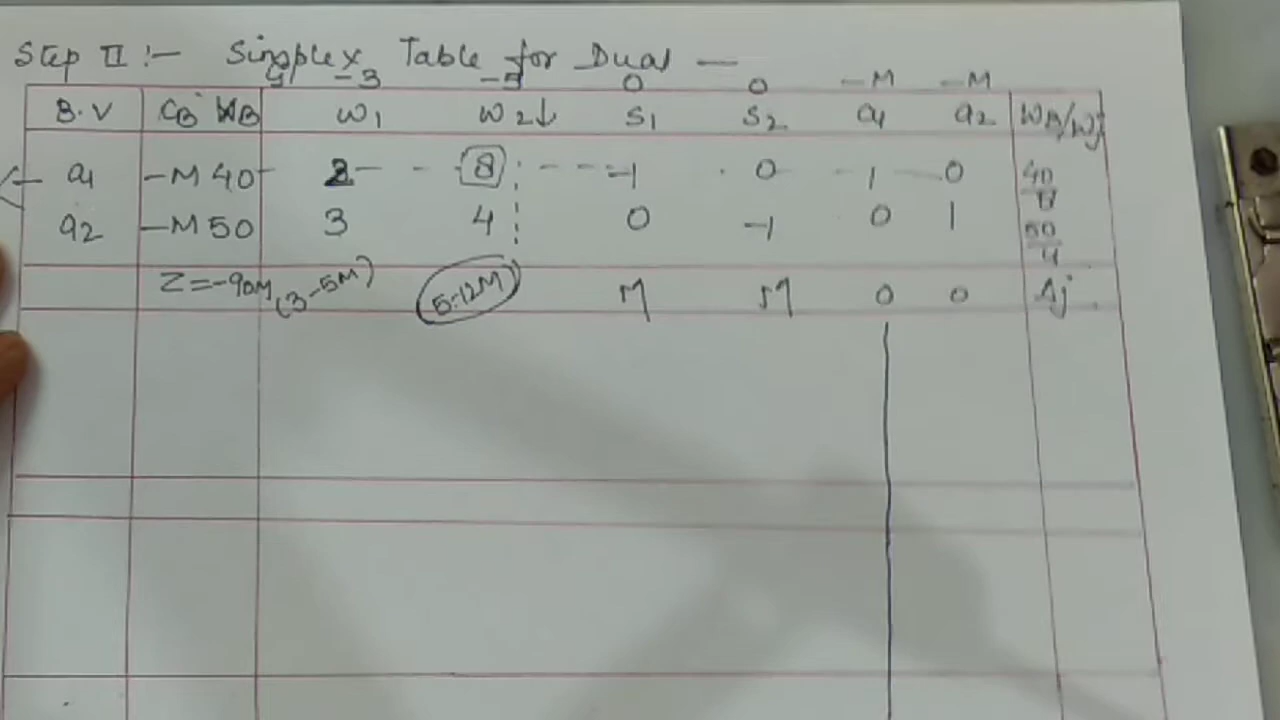 Step II :- Simplex Table for Dual —
-3 -5 0 0 -M -M
B.V CB WB w1 w2↓ s1 s2 a1 a2 WB/Wj
← a1 -M 40 2 8 -1 0 1 0 40/8
a2 -M 50 3 4 0 -1 0 1 50/4
Z=-90M (3-5M) (5-12M) M M 0 0 Δj